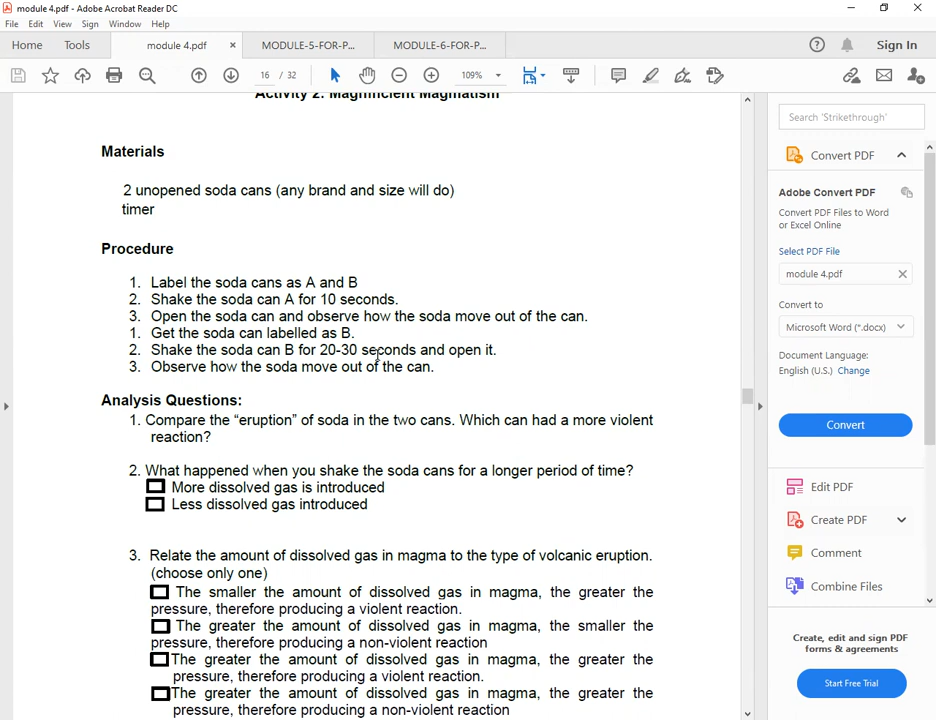 module 4.pdf - Adobe Acrobat Reader DC
File Edit View Sign Window Help
Home Tools module 4.pdf × MODULE-5-FOR-P... MODULE-6-FOR-P... Sign In
16 / 32 109%
Activity 2: Magnificient Magmatism
Materials
2 unopened soda cans (any brand and size will do)
timer
Procedure
1. Label the soda cans as A and B
2. Shake the soda can A for 10 seconds.
3. Open the soda can and observe how the soda move out of the can.
1. Get the soda can labelled as B.
2. Shake the soda can B for 20-30 seconds and open it.
3. Observe how the soda move out of the can.
Analysis Questions:
1. Compare the “eruption” of soda in the two cans. Which can had a more violent
reaction?
2. What happened when you shake the soda cans for a longer period of time?
More dissolved gas is introduced
Less dissolved gas introduced
3. Relate the amount of dissolved gas in magma to the type of volcanic eruption.
(choose only one)
The smaller the amount of dissolved gas in magma, the greater the
pressure, therefore producing a violent reaction.
The greater the amount of dissolved gas in magma, the smaller the
pressure, therefore producing a non-violent reaction
The greater the amount of dissolved gas in magma, the greater the
pressure, therefore producing a violent reaction.
The greater the amount of dissolved gas in magma, the greater the
pressure, therefore producing a non-violent reaction
Search 'Strikethrough'
Convert PDF
Adobe Convert PDF
Convert PDF Files to Word
or Excel Online
Select PDF File
module 4.pdf
Convert to
Microsoft Word (*.docx)
Document Language:
English (U.S.) Change
Convert
Edit PDF
Create PDF
Comment
Combine Files
Create, edit and sign PDF
forms & agreements
Start Free Trial